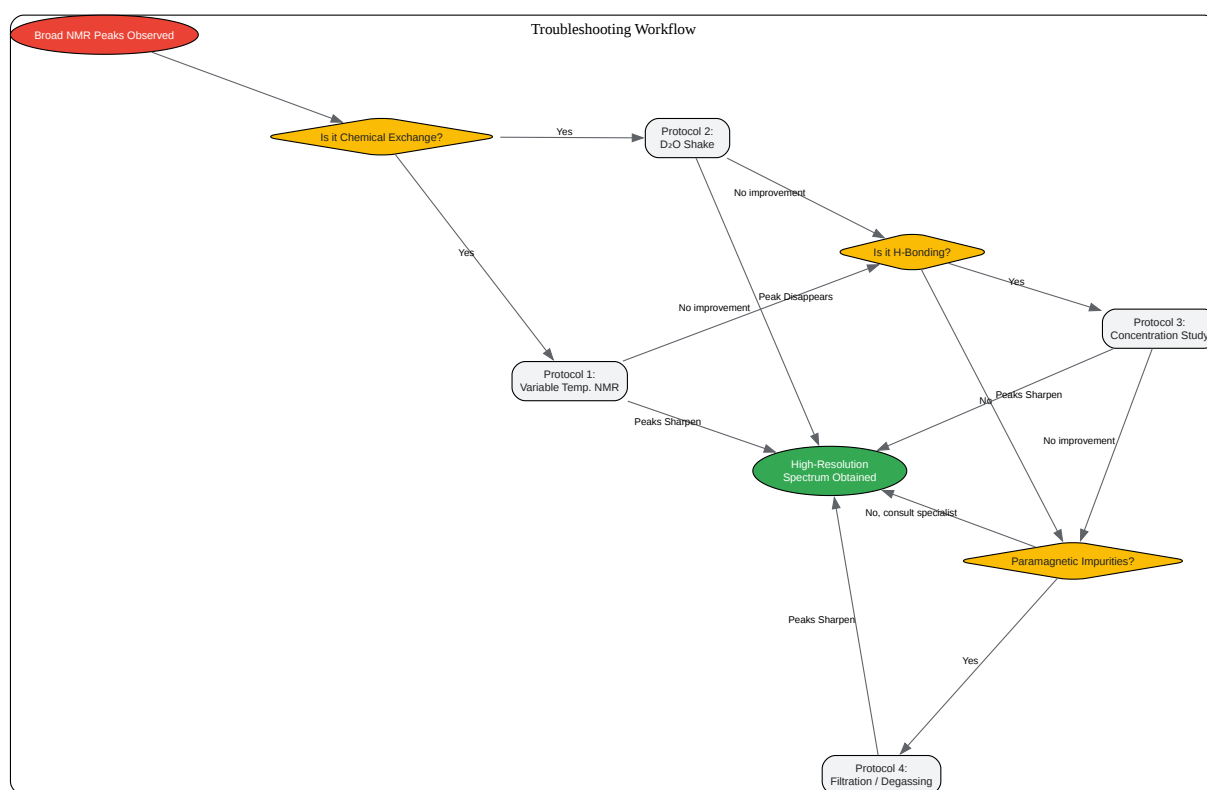 Troubleshooting Workflow
Broad NMR Peaks Observed
Is it Chemical Exchange?
Yes
Protocol 2:
D₂O Shake
No improvement
Yes
Is it H-Bonding?
Yes
Peak Disappears
No improvement
Protocol 3:
Concentration Study
Protocol 1:
Variable Temp. NMR
No
Peaks Sharpen
Peaks Sharpen
No improvement
High-Resolution
Spectrum Obtained
No, consult specialist
Paramagnetic Impurities?
Peaks Sharpen
Yes
Protocol 4:
Filtration / Degassing